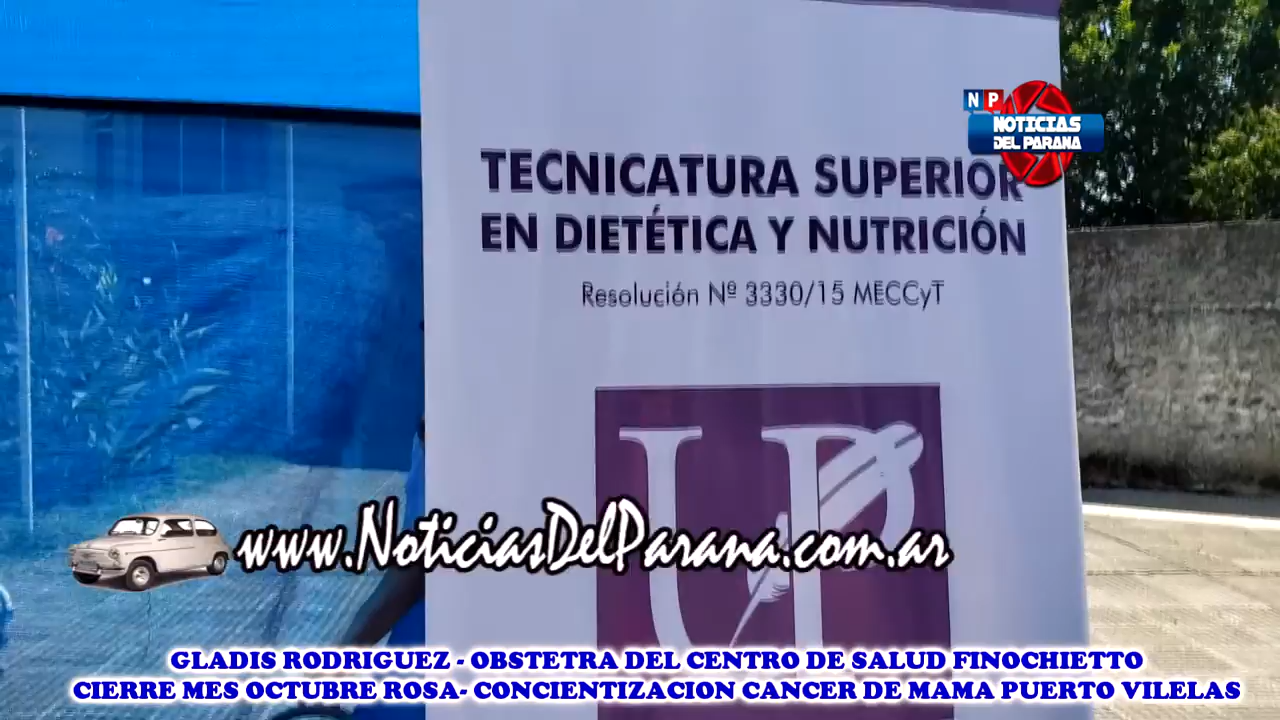 NP
NOTICIAS
DEL PARANA
TECNICATURA SUPERIOR
EN DIETÉTICA Y NUTRICIÓN
Resolución Nº 3330/15 MECCyT
UP
www.NoticiasDelParana.com.ar
GLADIS RODRIGUEZ - OBSTETRA DEL CENTRO DE SALUD FINOCHIETTO
CIERRE MES OCTUBRE ROSA- CONCIENTIZACION CANCER DE MAMA PUERTO VILELAS